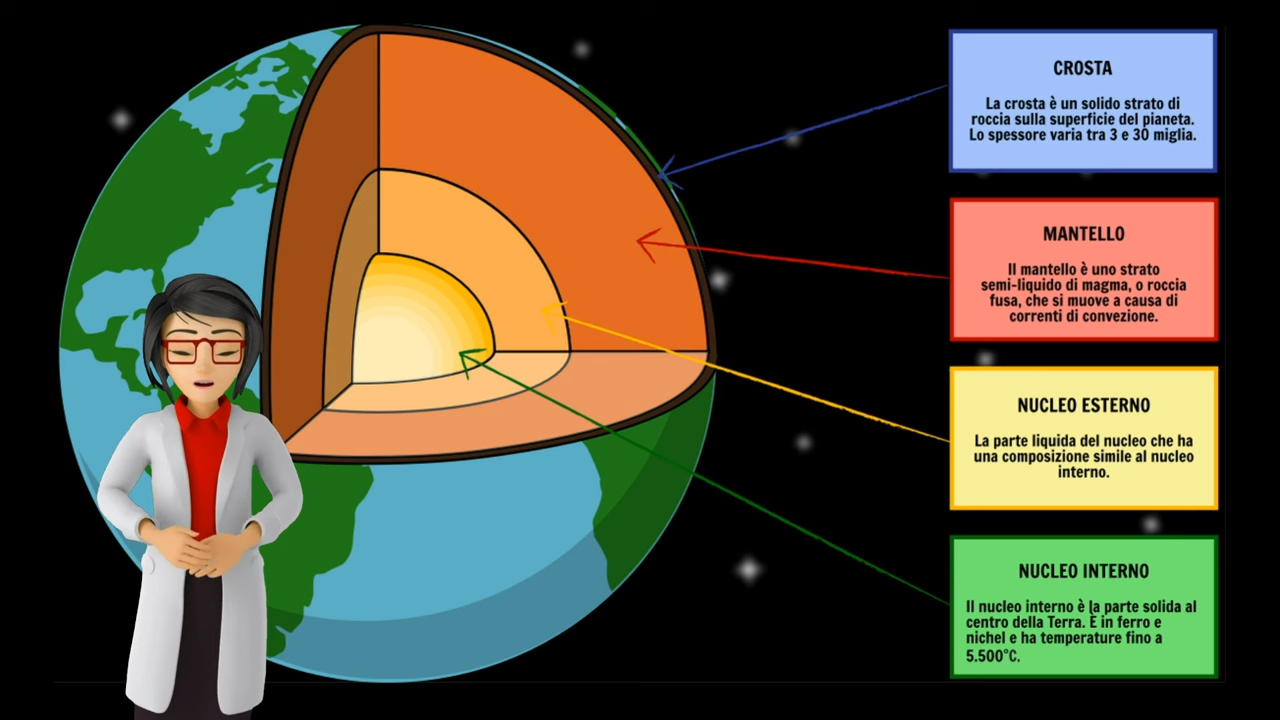 CROSTA
La crosta è un solido strato di
roccia sulla superficie del pianeta.
Lo spessore varia tra 3 e 30 miglia.
MANTELLO
Il mantello è uno strato
semi-liquido di magma, o roccia
fusa, che si muove a causa di
correnti di convezione.
NUCLEO ESTERNO
La parte liquida del nucleo che ha
una composizione simile al nucleo
interno.
NUCLEO INTERNO
Il nucleo interno è la parte solida al
centro della Terra. È in ferro e
nichel e ha temperature fino a
5.500°C.